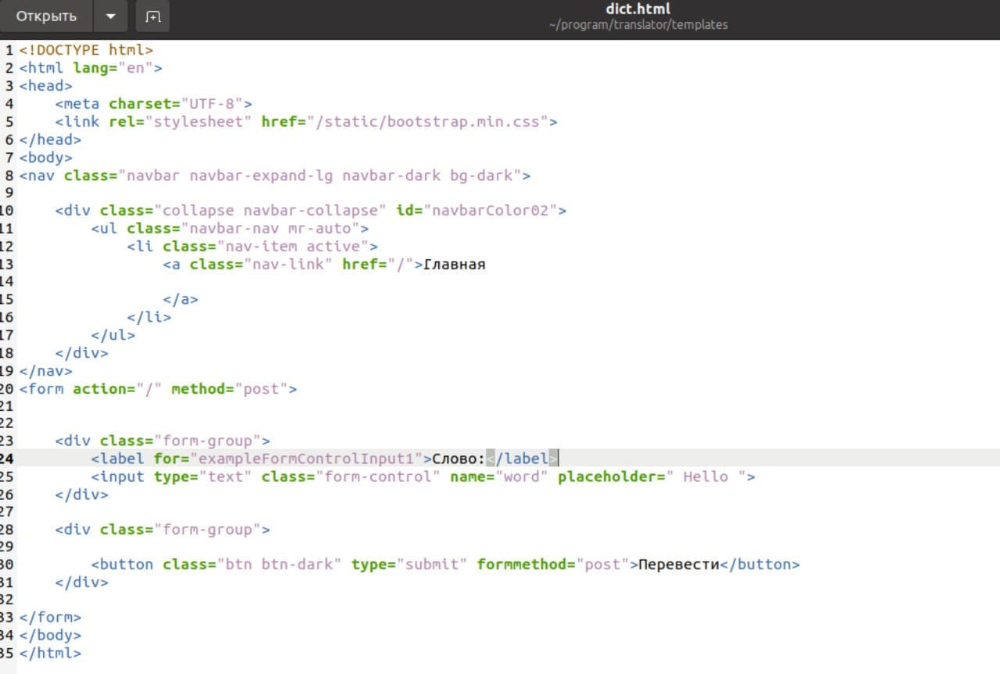 Открыть
dict.html
~/program/translator/templates
1 <!DOCTYPE html>
2 <html lang="en">
3 <head>
4     <meta charset="UTF-8">
5     <link rel="stylesheet" href="/static/bootstrap.min.css">
6 </head>
7 <body>
8 <nav class="navbar navbar-expand-lg navbar-dark bg-dark">
9
10     <div class="collapse navbar-collapse" id="navbarColor02">
11         <ul class="navbar-nav mr-auto">
12             <li class="nav-item active">
13                 <a class="nav-link" href="/">Главная
14
15                 </a>
16             </li>
17         </ul>
18     </div>
19 </nav>
20 <form action="/" method="post">
21
22
23     <div class="form-group">
24         <label for="exampleFormControlInput1">Слово:</label>
25         <input type="text" class="form-control" name="word" placeholder=" Hello ">
26     </div>
27
28     <div class="form-group">
29
30         <button class="btn btn-dark" type="submit" formmethod="post">Перевести</button>
31     </div>
32
33 </form>
34 </body>
35 </html>